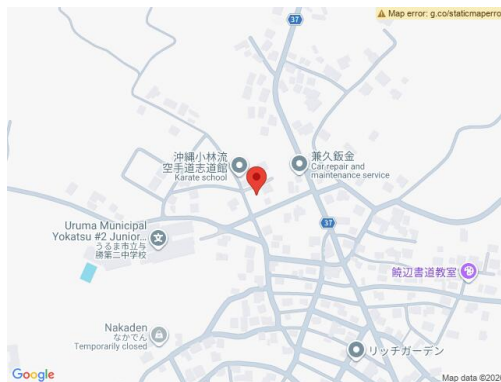 Map error: g.co/staticmaperro
37
沖縄小林流
空手道志道館
Karate school
兼久鈑金
Car repair and
maintenance service
37
Uruma Municipal
Yokatsu #2 Junior...
うるま市立与
勝第二中学校
饒辺書道教室
Nakaden
なかでん
Temporarily closed
リッチガーデン
Google
Map data ©202